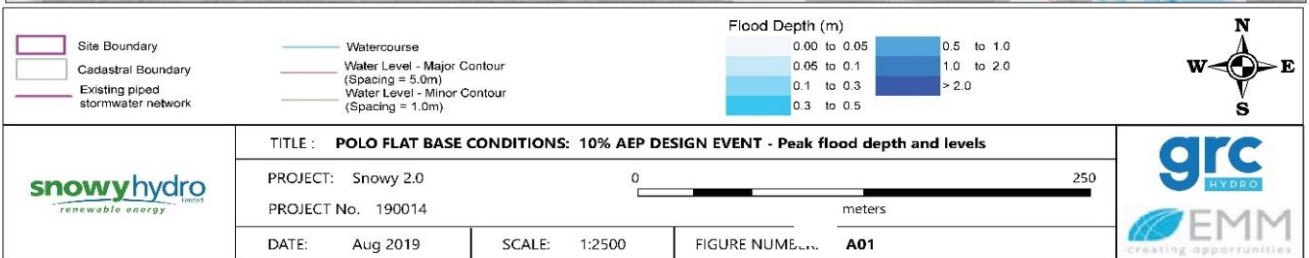 Site Boundary
Cadastral Boundary
Existing piped
stormwater network
Watercourse
Water Level - Major Contour
(Spacing = 5.0m)
Water Level - Minor Contour
(Spacing = 1.0m)
Flood Depth (m)
0.00 to 0.05
0.05 to 0.1
0.1 to 0.3
0.3 to 0.5
0.5 to 1.0
1.0 to 2.0
> 2.0
N
W E
S
snowyhydro
Limited
renewable energy
TITLE : POLO FLAT BASE CONDITIONS: 10% AEP DESIGN EVENT - Peak flood depth and levels
PROJECT: Snowy 2.0
PROJECT No. 190014
0 250
meters
DATE: Aug 2019 SCALE: 1:2500 FIGURE A01
grc
HYDRO
EMM
creating opportunities